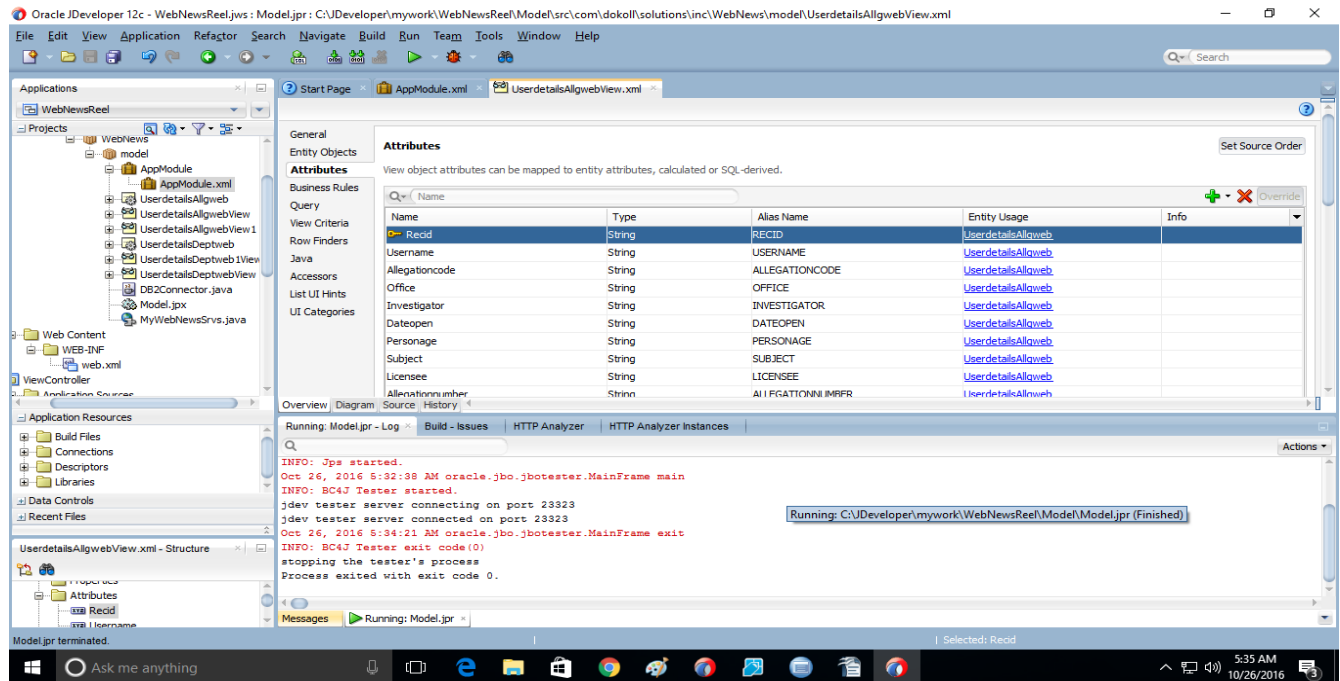 Oracle JDeveloper 12c - WebNewsReel.jws : Model.jpr : C:\JDeveloper\mywork\WebNewsReel\Model\src\com\dokoll\solutions\inc\WebNews\model\UserdetailsAllgwebView.xml
File Edit View Application Refactor Search Navigate Build Run Team Tools Window Help
Search
Applications
WebNewsReel
Projects
WebNews
model
AppModule
AppModule.xml
UserdetailsAllgweb
UserdetailsAllgwebView
UserdetailsAllgwebView1
UserdetailsDeptweb
UserdetailsDeptweb1View
UserdetailsDeptwebView
DB2Connector.java
Model.jpx
MyWebNewsSrvs.java
Web Content
WEB-INF
web.xml
ViewController
Application Sources
Application Resources
Build Files
Connections
Descriptors
Libraries
Data Controls
Recent Files
UserdetailsAllgwebView.xml - Structure
Properties
Attributes
Recid
Username
Start Page AppModule.xml UserdetailsAllgwebView.xml
General
Entity Objects
Attributes
Business Rules
Query
View Criteria
Row Finders
Java
Accessors
List UI Hints
UI Categories
Attributes
Set Source Order
View object attributes can be mapped to entity attributes, calculated or SQL-derived.
Name
Override
Name Type Alias Name Entity Usage Info
Recid String RECID UserdetailsAllgweb
Username String USERNAME UserdetailsAllgweb
Allegationcode String ALLEGATIONCODE UserdetailsAllgweb
Office String OFFICE UserdetailsAllgweb
Investigator String INVESTIGATOR UserdetailsAllgweb
Dateopen String DATEOPEN UserdetailsAllgweb
Personage String PERSONAGE UserdetailsAllgweb
Subject String SUBJECT UserdetailsAllgweb
Licensee String LICENSEE UserdetailsAllgweb
Allegationnumber String ALLEGATIONNUMBER UserdetailsAllgweb
Overview Diagram Source History
Running: Model.jpr - Log Build - Issues HTTP Analyzer HTTP Analyzer Instances
Actions
INFO: Jps started.
Oct 26, 2016 5:32:38 AM oracle.jbo.jbotester.MainFrame main
INFO: BC4J Tester started.
jdev tester server connecting on port 23323
jdev tester server connected on port 23323
Running: C:\JDeveloper\mywork\WebNewsReel\Model\Model.jpr (Finished)
Oct 26, 2016 5:34:21 AM oracle.jbo.jbotester.MainFrame exit
INFO: BC4J Tester exit code(0)
stopping the tester's process
Process exited with exit code 0.
Messages Running: Model.jpr
Model.jpr terminated.
Selected: Recid
Ask me anything
5:35 AM
10/26/2016
3